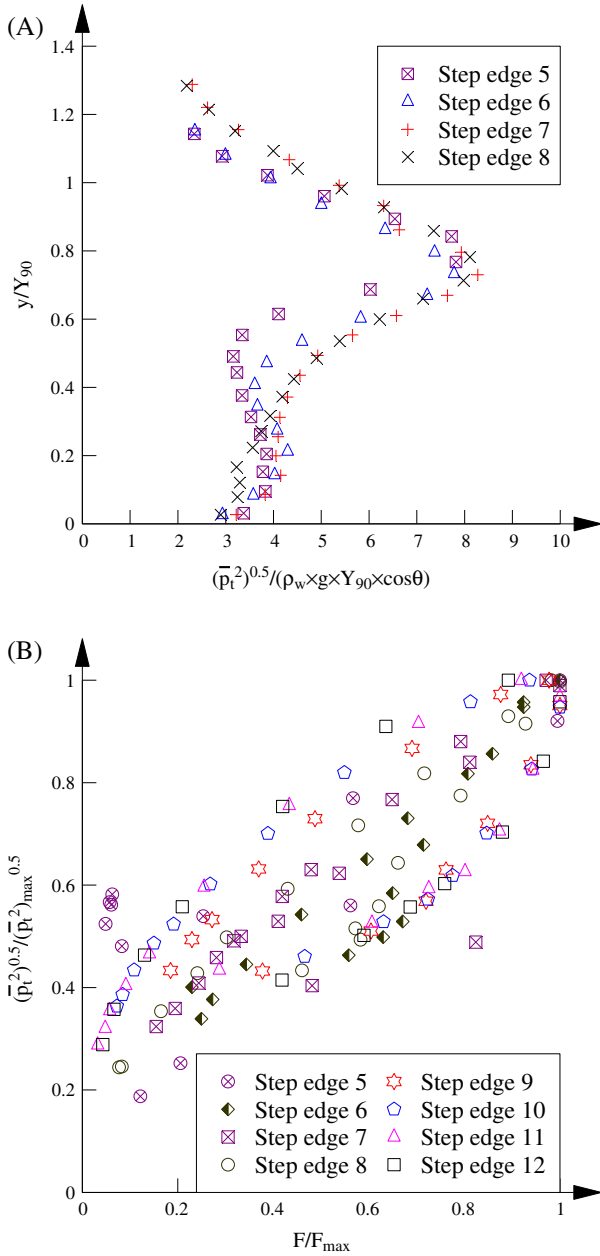 (A)
1.4
1.2
1
0.8
0.6
0.4
0.2
0
y/Y₉₀
Step edge 5
Step edge 6
Step edge 7
Step edge 8
0 1 2 3 4 5 6 7 8 9 10
(p̅ₜ²)^0.5/(ρ_w×g×Y₉₀×cosθ)
(B)
1
0.8
0.6
0.4
0.2
0
(p̅ₜ²)^0.5/(p̅ₜ²)_max^0.5
Step edge 5 Step edge 9
Step edge 6 Step edge 10
Step edge 7 Step edge 11
Step edge 8 Step edge 12
0 0.2 0.4 0.6 0.8 1
F/F_max